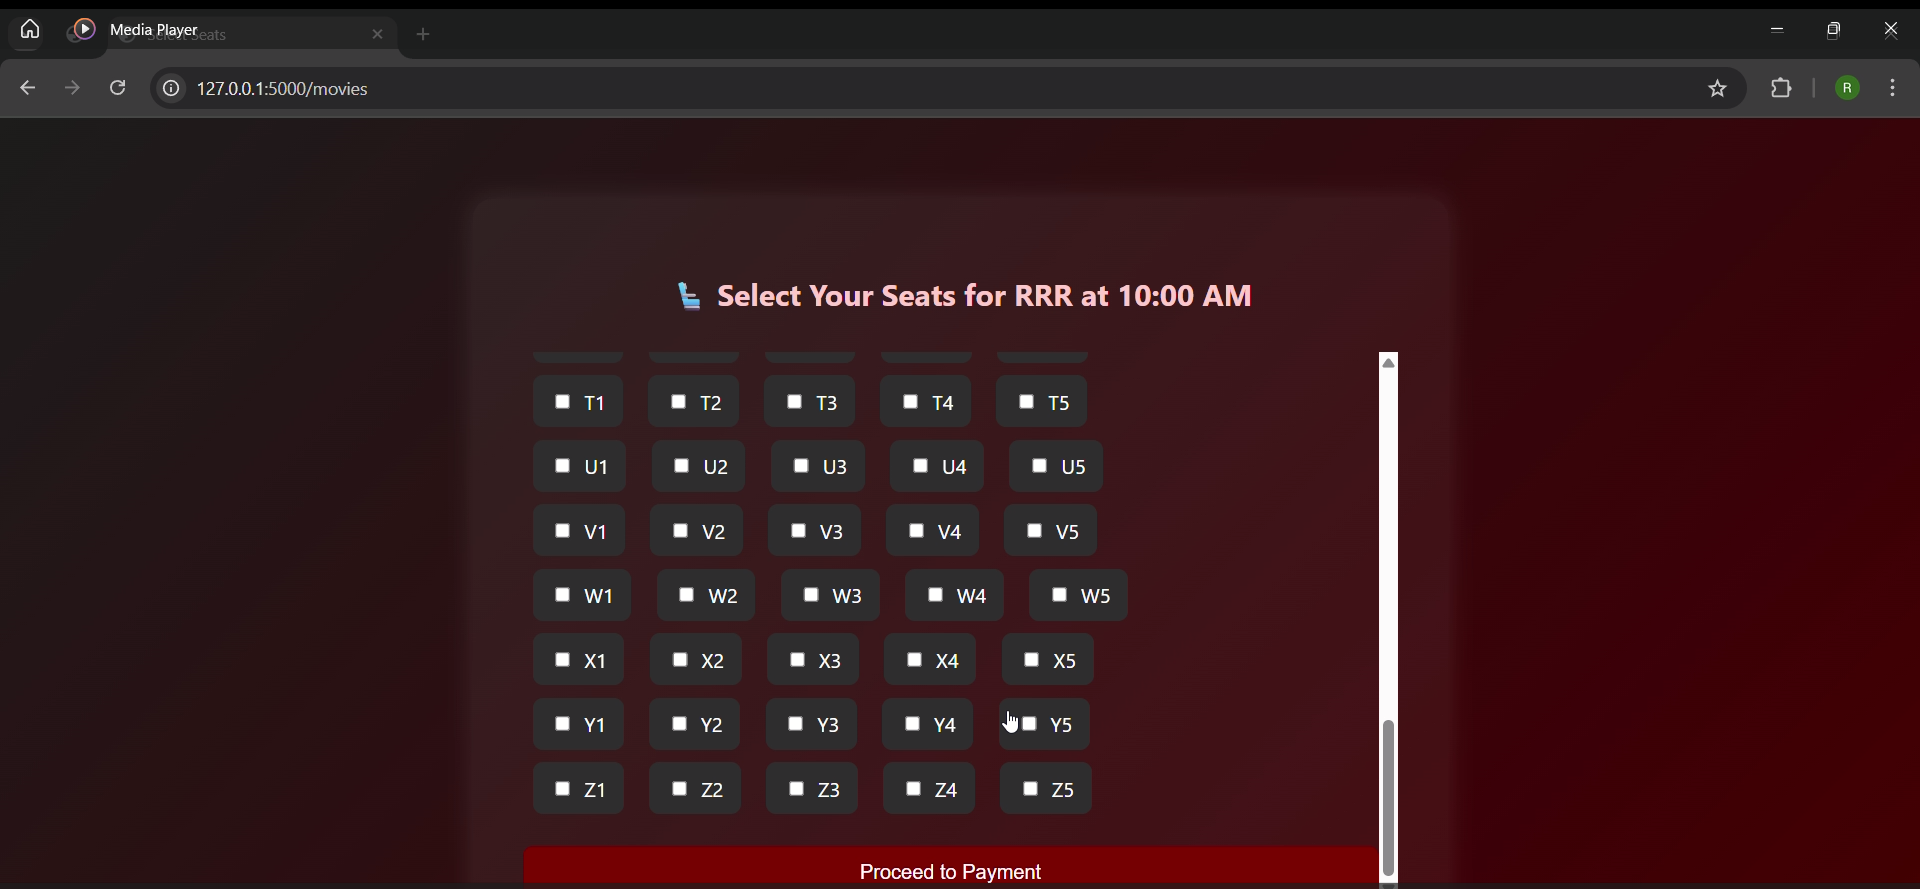 Media Player
Select Seats
127.0.0.1:5000/movies
R
Select Your Seats for RRR at 10:00 AM
T1 T2 T3 T4 T5
U1 U2 U3 U4 U5
V1 V2 V3 V4 V5
W1 W2 W3 W4 W5
X1 X2 X3 X4 X5
Y1 Y2 Y3 Y4 Y5
Z1 Z2 Z3 Z4 Z5
Proceed to Payment